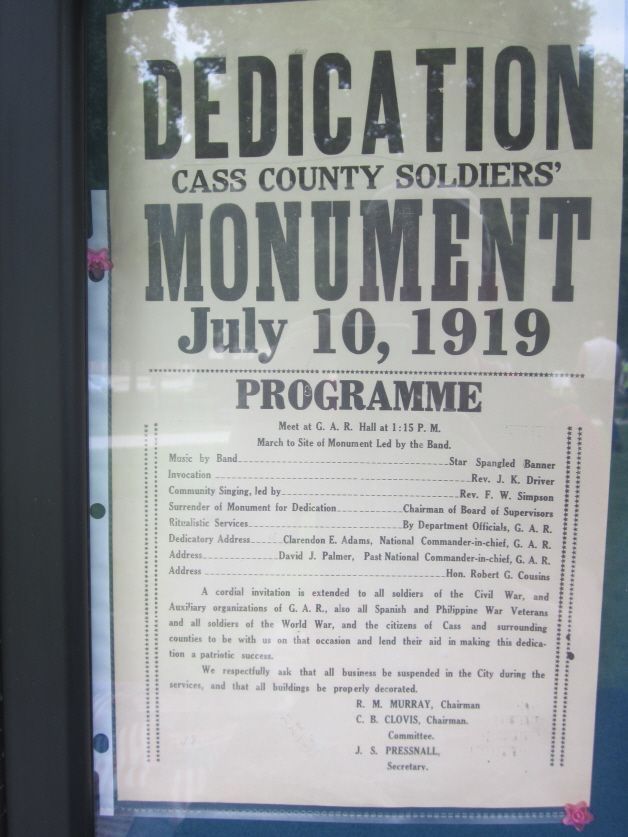 DEDICATION
CASS COUNTY SOLDIERS'
MONUMENT
July 10, 1919
PROGRAMME
Meet at G. A. R. Hall at 1:15 P. M.
March to Site of Monument Led by the Band.
Music by Band Star Spangled Banner
Invocation Rev. J. K. Driver
Community Singing, led by Rev. F. W. Simpson
Surrender of Monument for Dedication Chairman of Board of Supervisors
Ritualistic Services By Department Officials, G. A. R.
Dedicatory Address Clarendon E. Adams, National Commander-in-chief, G. A. R.
Address David J. Palmer, Past National Commander-in-chief, G. A. R.
Address Hon. Robert G. Cousins
A cordial invitation is extended to all soldiers of the Civil War, and
Auxiliary organizations of G. A. R., also all Spanish and Philippine War Veterans
and all soldiers of the World War, and the citizens of Cass and surrounding
counties to be with us on that occasion and lend their aid in making this dedica-
tion a patriotic success.
We respectfully ask that all business be suspended in the City during the
services, and that all buildings be properly decorated.
R. M. MURRAY, Chairman
C. B. CLOVIS, Chairman.
Committee.
J. S. PRESSNALL,
Secretary.